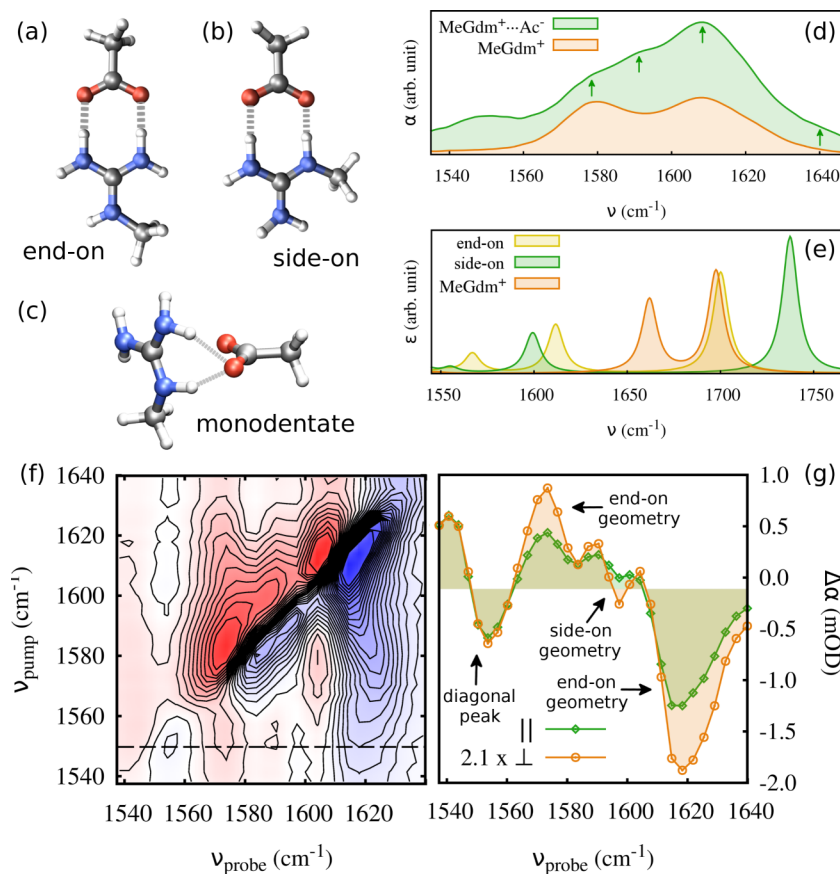 (a)
(b)
end-on
side-on
(c)
monodentate
MeGdm⁺···Ac⁻
MeGdm⁺
(d)
α (arb. unit)
1540 1560 1580 1600 1620 1640
ν (cm⁻¹)
end-on
side-on
MeGdm⁺
(e)
ε (arb. unit)
1550 1600 1650 1700 1750
ν (cm⁻¹)
(f)
1640
1620
1600
1580
1560
1540
ν_pump (cm⁻¹)
1540 1560 1580 1600 1620
ν_probe (cm⁻¹)
(g)
1.0
0.5
0.0
-0.5
-1.0
-1.5
-2.0
Δα (mOD)
end-on
geometry
side-on
geometry
diagonal
peak
end-on
geometry
||
2.1 x ⊥
1540 1560 1580 1600 1620 1640
ν_probe (cm⁻¹)